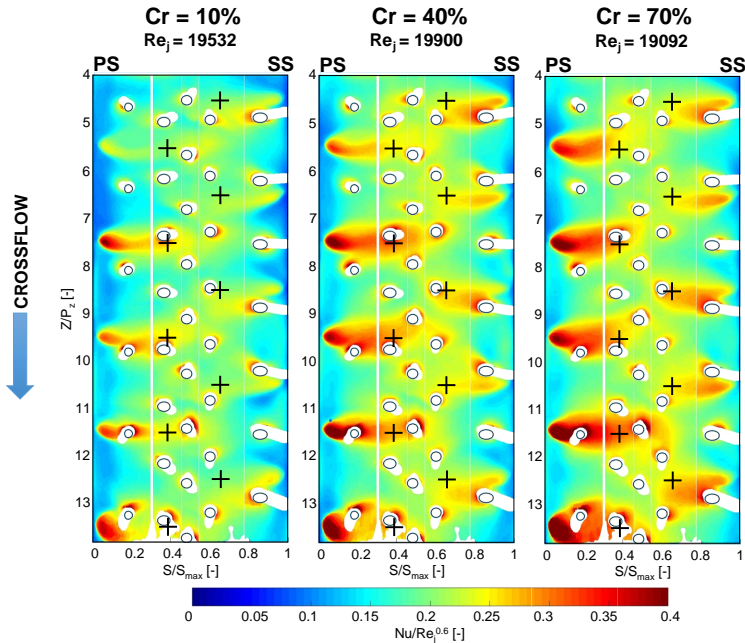 Cr = 10%
Re_j = 19532
PS SS
Cr = 40%
Re_j = 19900
PS SS
Cr = 70%
Re_j = 19092
PS SS
CROSSFLOW
Z/P_z [-]
4
5
6
7
8
9
10
11
12
13
0 0.2 0.4 0.6 0.8 1
S/S_max [-]
4
5
6
7
8
9
10
11
12
13
0 0.2 0.4 0.6 0.8 1
S/S_max [-]
4
5
6
7
8
9
10
11
12
13
0 0.2 0.4 0.6 0.8 1
S/S_max [-]
0 0.05 0.1 0.15 0.2 0.25 0.3 0.35 0.4
Nu/Re_j^0.6 [-]